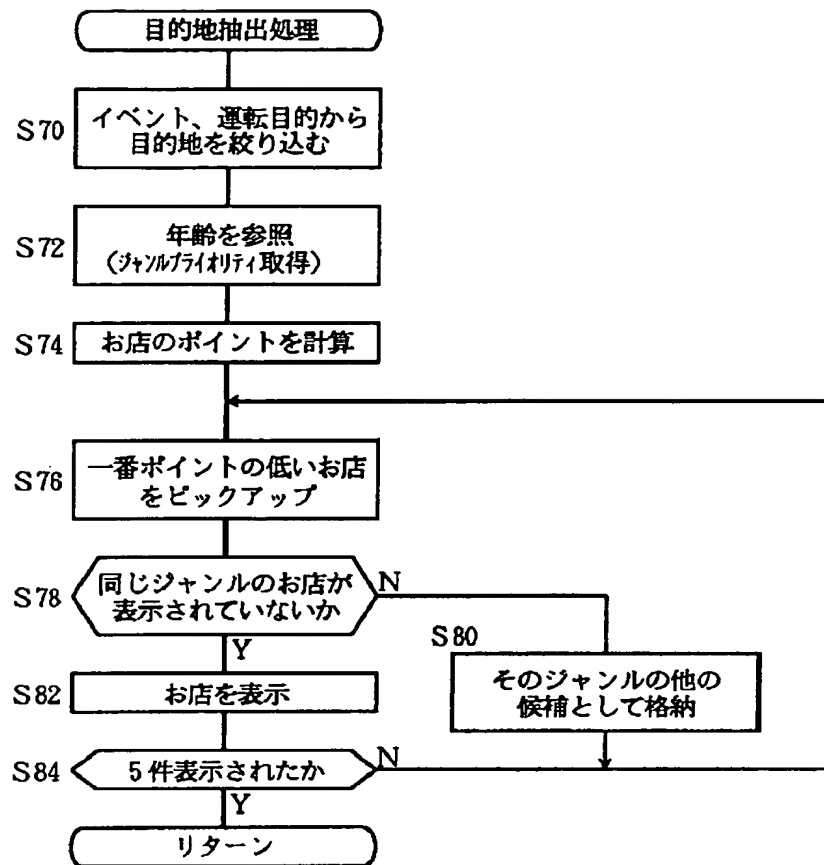 目的地抽出処理
S70
イベント、運転目的から
目的地を絞り込む
S72
年齢を参照
(ジャンルプライオリティ取得)
S74
お店のポイントを計算
S76
一番ポイントの低いお店
をピックアップ
S78
同じジャンルのお店が
表示されていないか
N
Y
S80
そのジャンルの他の
候補として格納
S82
お店を表示
S84
5件表示されたか
N
Y
リターン